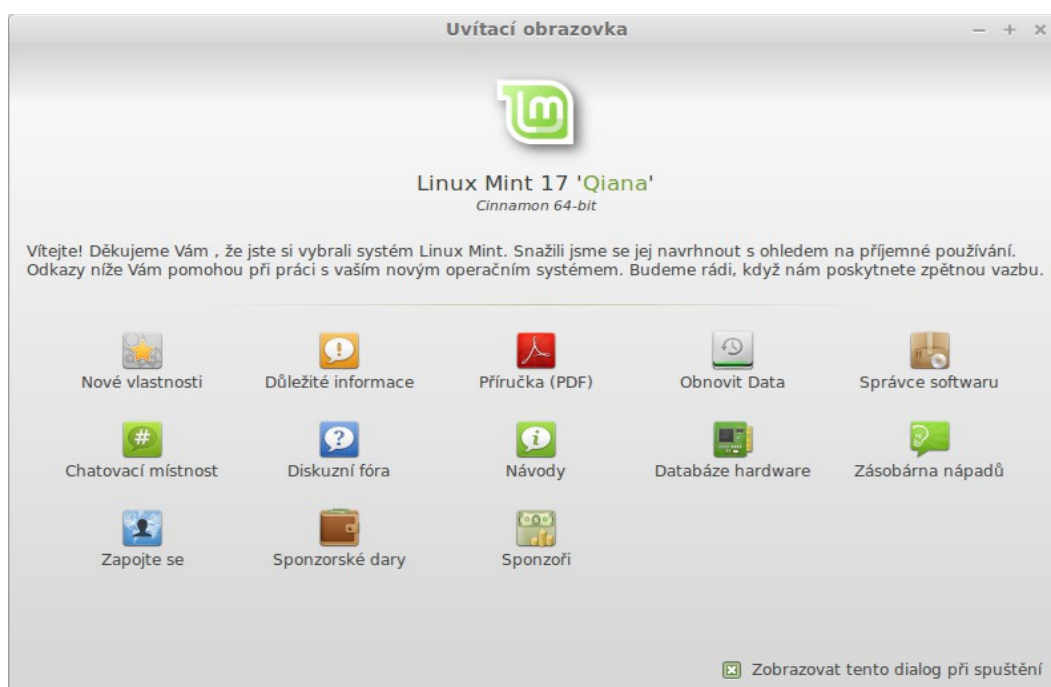 Uvítací obrazovka
Linux Mint 17 'Qiana'
Cinnamon 64-bit
Vítejte! Děkujeme Vám , že jste si vybrali systém Linux Mint. Snažili jsme se jej navrhnout s ohledem na příjemné používání.
Odkazy níže Vám pomohou při práci s vaším novým operačním systémem. Budeme rádi, když nám poskytnete zpětnou vazbu.
Nové vlastnosti
Důležité informace
Příručka (PDF)
Obnovit Data
Správce softwaru
Chatovací místnost
Diskuzní fóra
Návody
Databáze hardware
Zásobárna nápadů
Zapojte se
Sponzorské dary
Sponzoři
Zobrazovat tento dialog při spuštění